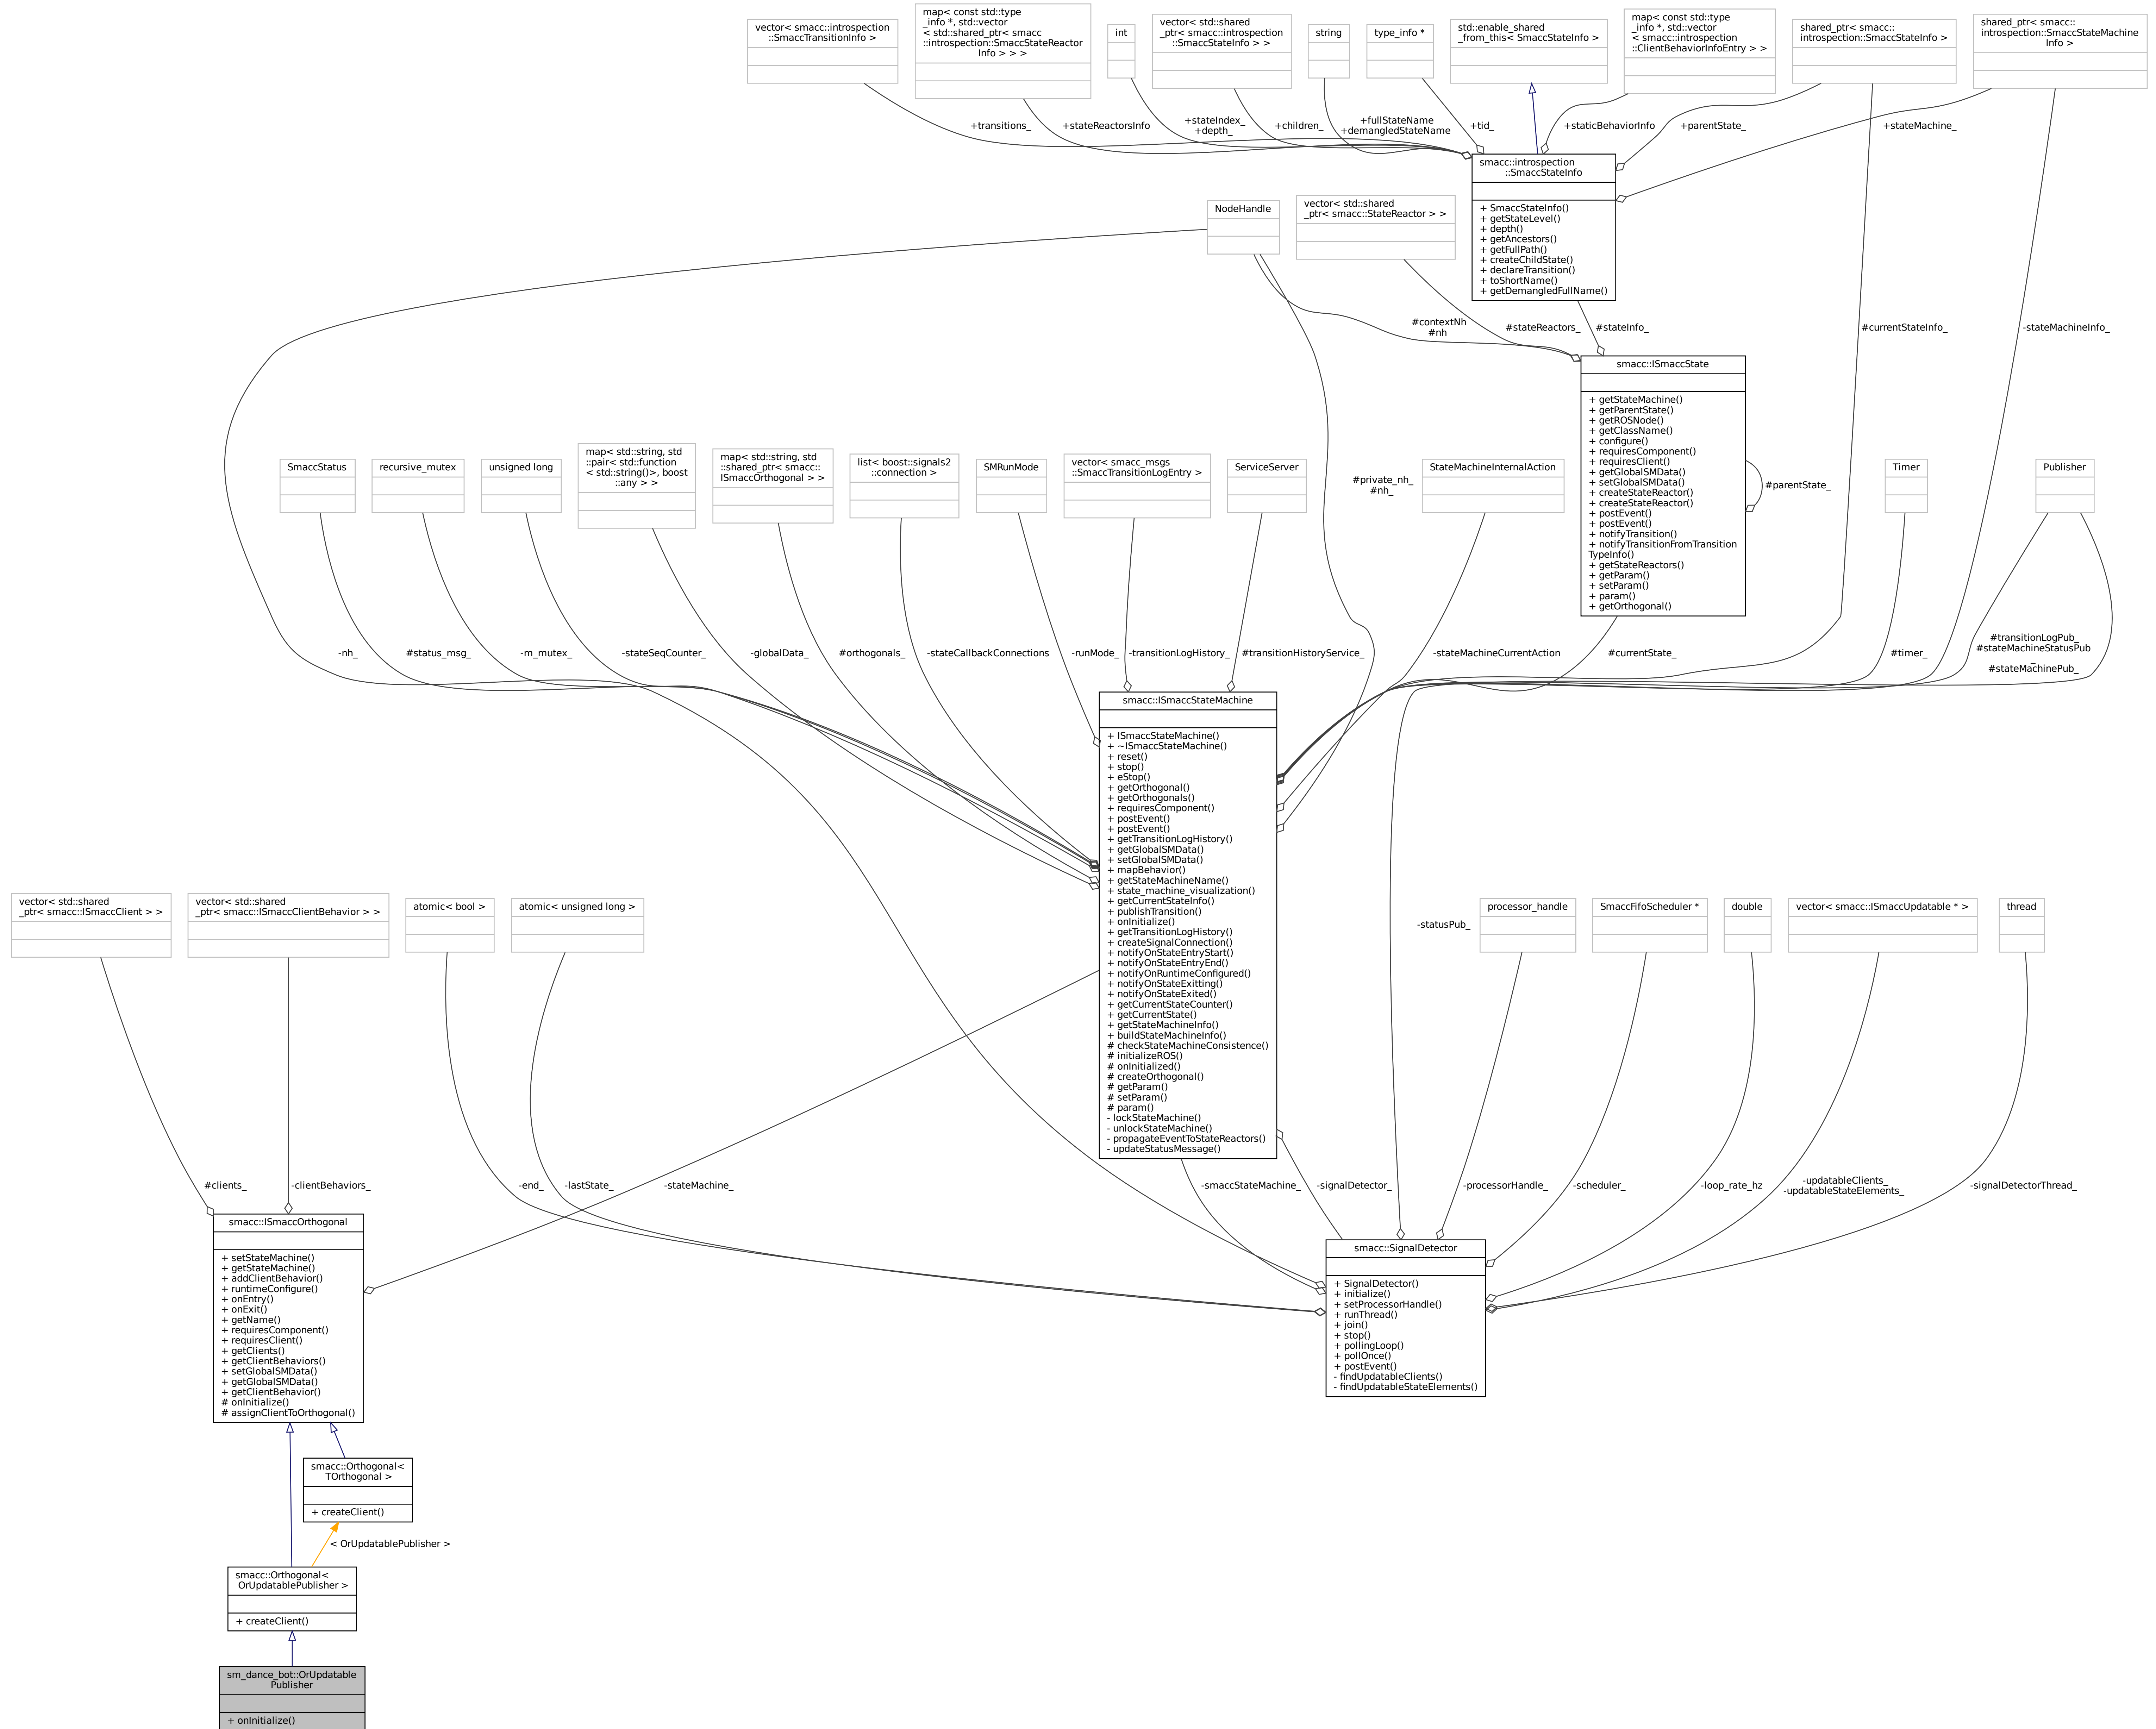 vector< smacc::introspection
::SmaccTransitionInfo >
map< const std::type
_info *, std::vector
< std::shared_ptr< smacc
::introspection::SmaccStateReactor
Info > > >
int
vector< std::shared
_ptr< smacc::introspection
::SmaccStateInfo > >
string
type_info *
std::enable_shared
_from_this< SmaccStateInfo >
map< const std::type
_info *, std::vector
< smacc::introspection
::ClientBehaviorInfoEntry > >
shared_ptr< smacc::
introspection::SmaccStateInfo >
shared_ptr< smacc::
introspection::SmaccStateMachine
Info >
+transitions_
+stateReactorsInfo
+stateIndex_
+depth_
+children_
+fullStateName
+demangledStateName
+tid_
+staticBehaviorInfo
+parentState_
+stateMachine_
smacc::introspection
::SmaccStateInfo
+ SmaccStateInfo()
+ getStateLevel()
+ depth()
+ getAncestors()
+ getFullPath()
+ createChildState()
+ declareTransition()
+ toShortName()
+ getDemangledFullName()
NodeHandle
vector< std::shared
_ptr< smacc::StateReactor > >
#contextNh
#nh
#stateReactors_
#stateInfo_
#currentStateInfo_
-stateMachineInfo_
smacc::ISmaccState
+ getStateMachine()
+ getParentState()
+ getROSNode()
+ getClassName()
+ configure()
+ requiresComponent()
+ requiresClient()
+ getGlobalSMData()
+ setGlobalSMData()
+ createStateReactor()
+ createStateReactor()
+ postEvent()
+ postEvent()
+ notifyTransition()
+ notifyTransitionFromTransition
TypeInfo()
+ getStateReactors()
+ getParam()
+ setParam()
+ param()
+ getOrthogonal()
#parentState_
SmaccStatus
recursive_mutex
unsigned long
map< std::string, std
::pair< std::function
< std::string()>, boost
::any > >
map< std::string, std
::shared_ptr< smacc::
ISmaccOrthogonal > >
list< boost::signals2
::connection >
SMRunMode
vector< smacc_msgs
::SmaccTransitionLogEntry >
ServiceServer
#private_nh_
#nh_
StateMachineInternalAction
Timer
Publisher
-nh_
#status_msg_
-m_mutex_
-stateSeqCounter_
-globalData_
#orthogonals_
-stateCallbackConnections
-runMode_
-transitionLogHistory_
#transitionHistoryService_
-stateMachineCurrentAction
#currentState_
#timer_
#transitionLogPub_
#stateMachineStatusPub
_
#stateMachinePub_
smacc::ISmaccStateMachine
+ ISmaccStateMachine()
+ ~ISmaccStateMachine()
+ reset()
+ stop()
+ eStop()
+ getOrthogonal()
+ getOrthogonals()
+ requiresComponent()
+ postEvent()
+ postEvent()
+ getTransitionLogHistory()
+ getGlobalSMData()
+ setGlobalSMData()
+ mapBehavior()
+ getStateMachineName()
+ state_machine_visualization()
+ getCurrentStateInfo()
+ publishTransition()
+ onInitialize()
+ getTransitionLogHistory()
+ createSignalConnection()
+ notifyOnStateEntryStart()
+ notifyOnStateEntryEnd()
+ notifyOnRuntimeConfigured()
+ notifyOnStateExitting()
+ notifyOnStateExited()
+ getCurrentStateCounter()
+ getCurrentState()
+ getStateMachineInfo()
+ buildStateMachineInfo()
# checkStateMachineConsistence()
# initializeROS()
# onInitialized()
# createOrthogonal()
# getParam()
# setParam()
# param()
- lockStateMachine()
- unlockStateMachine()
- propagateEventToStateReactors()
- updateStatusMessage()
vector< std::shared
_ptr< smacc::ISmaccClient > >
vector< std::shared
_ptr< smacc::ISmaccClientBehavior > >
atomic< bool >
atomic< unsigned long >
-statusPub_
processor_handle
SmaccFifoScheduler *
double
vector< smacc::ISmaccUpdatable * >
thread
#clients_
-clientBehaviors_
-end_
-lastState_
-stateMachine_
-smaccStateMachine_
-signalDetector_
-processorHandle_
-scheduler_
-loop_rate_hz
-updatableClients_
-updatableStateElements_
-signalDetectorThread_
smacc::ISmaccOrthogonal
+ setStateMachine()
+ getStateMachine()
+ addClientBehavior()
+ runtimeConfigure()
+ onEntry()
+ onExit()
+ getName()
+ requiresComponent()
+ requiresClient()
+ getClients()
+ getClientBehaviors()
+ setGlobalSMData()
+ getGlobalSMData()
+ getClientBehavior()
# onInitialize()
# assignClientToOrthogonal()
smacc::SignalDetector
+ SignalDetector()
+ initialize()
+ setProcessorHandle()
+ runThread()
+ join()
+ stop()
+ pollingLoop()
+ pollOnce()
+ postEvent()
- findUpdatableClients()
- findUpdatableStateElements()
smacc::Orthogonal<
TOrthogonal >
+ createClient()
< OrUpdatablePublisher >
smacc::Orthogonal<
OrUpdatablePublisher >
+ createClient()
sm_dance_bot::OrUpdatable
Publisher
+ onInitialize()